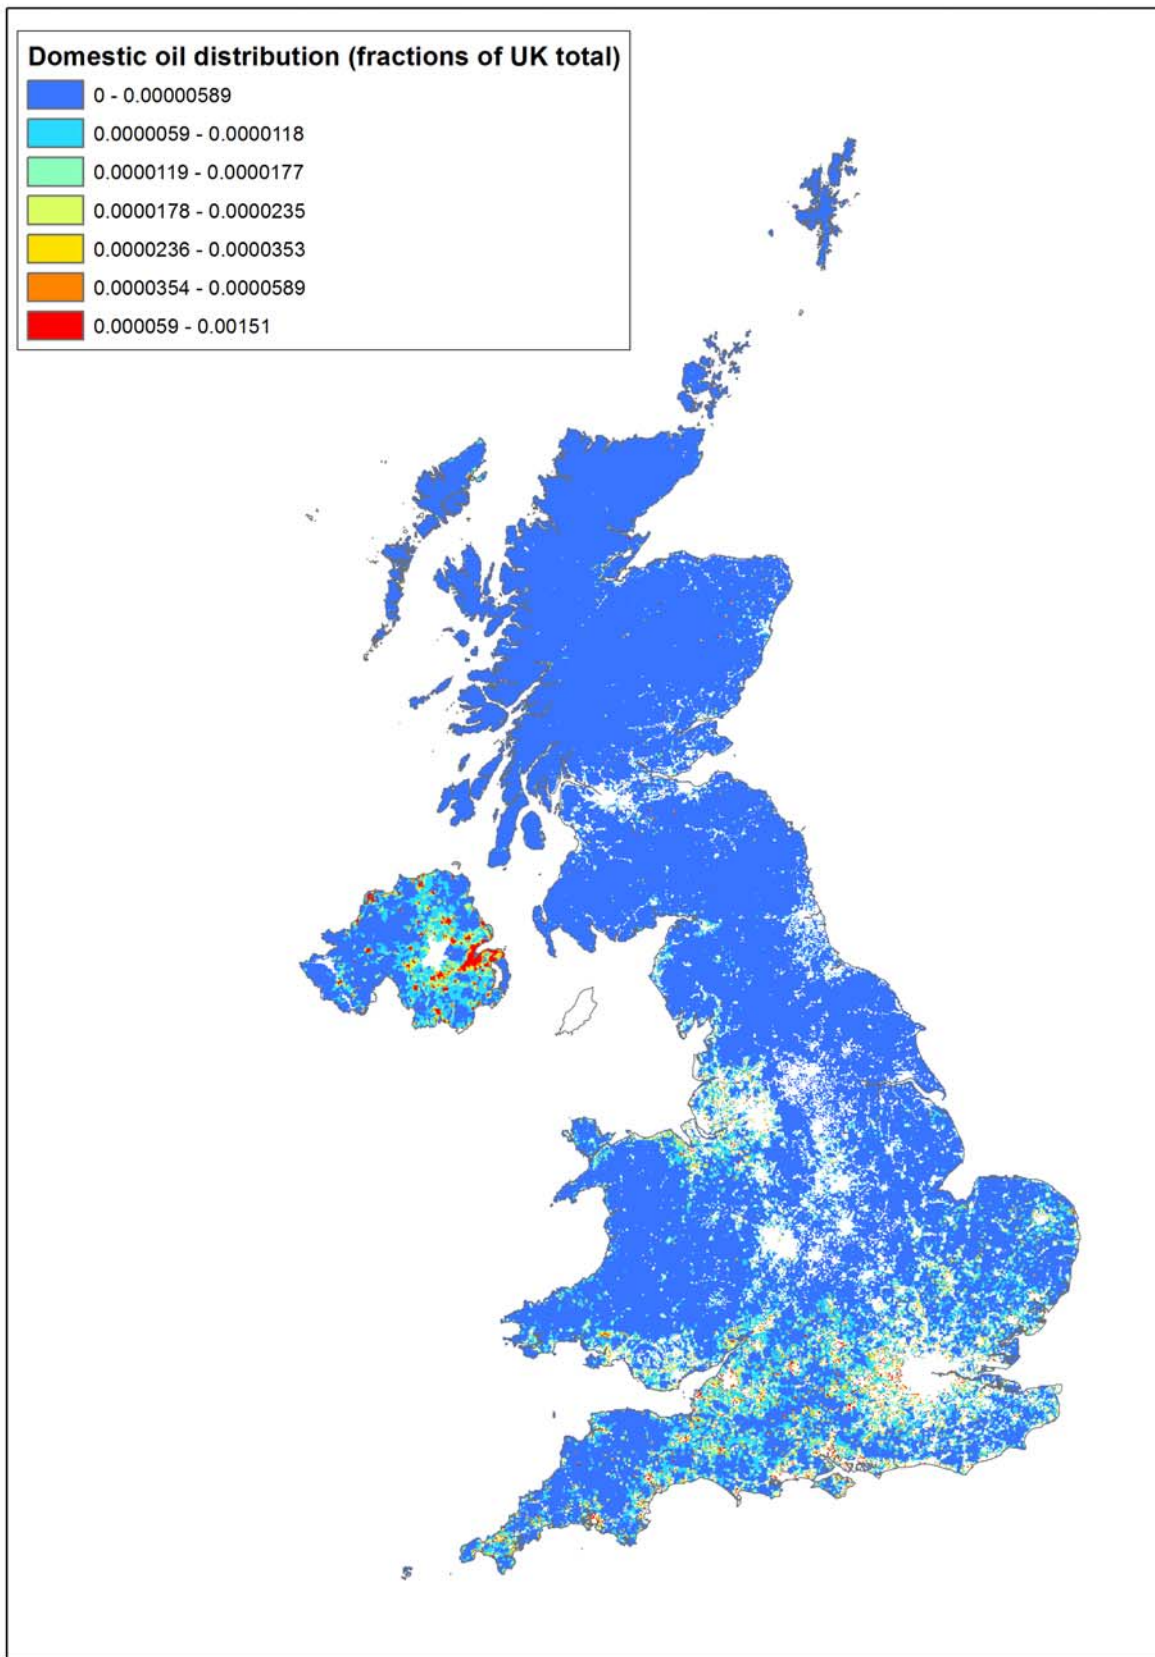 Domestic oil distribution (fractions of UK total)
0 - 0.00000589
0.0000059 - 0.0000118
0.0000119 - 0.0000177
0.0000178 - 0.0000235
0.0000236 - 0.0000353
0.0000354 - 0.0000589
0.000059 - 0.00151